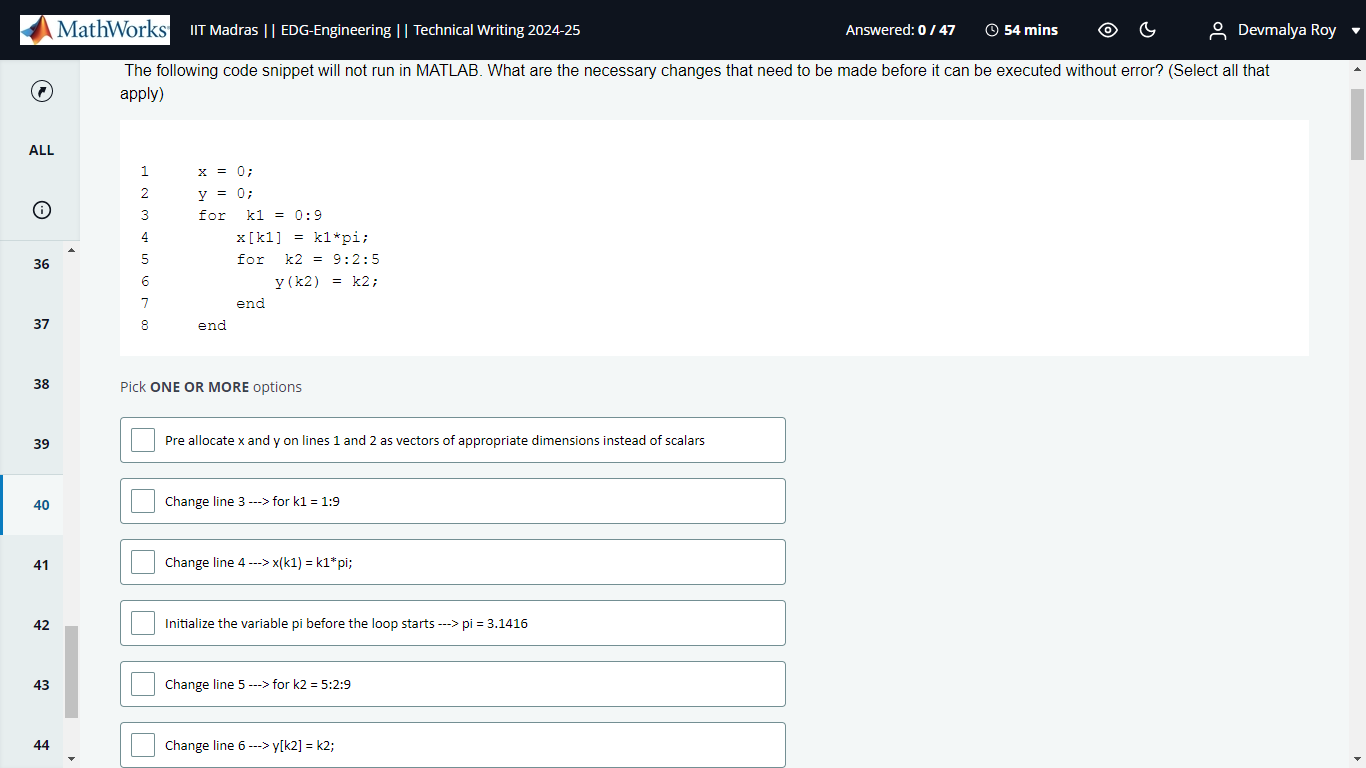 MathWorks
IIT Madras || EDG-Engineering || Technical Writing 2024-25
Answered: 0 / 47
54 mins
Devmalya Roy
The following code snippet will not run in MATLAB. What are the necessary changes that need to be made before it can be executed without error? (Select all that
apply)
ALL
36
37
38
39
40
41
42
43
44
1 x = 0;
2 y = 0;
3 for k1 = 0:9
4 x[k1] = k1*pi;
5 for k2 = 9:2:5
6 y(k2) = k2;
7 end
8 end
Pick ONE OR MORE options
Pre allocate x and y on lines 1 and 2 as vectors of appropriate dimensions instead of scalars
Change line 3 ---> for k1 = 1:9
Change line 4 ---> x(k1) = k1*pi;
Initialize the variable pi before the loop starts ---> pi = 3.1416
Change line 5 ---> for k2 = 5:2:9
Change line 6 ---> y[k2] = k2;